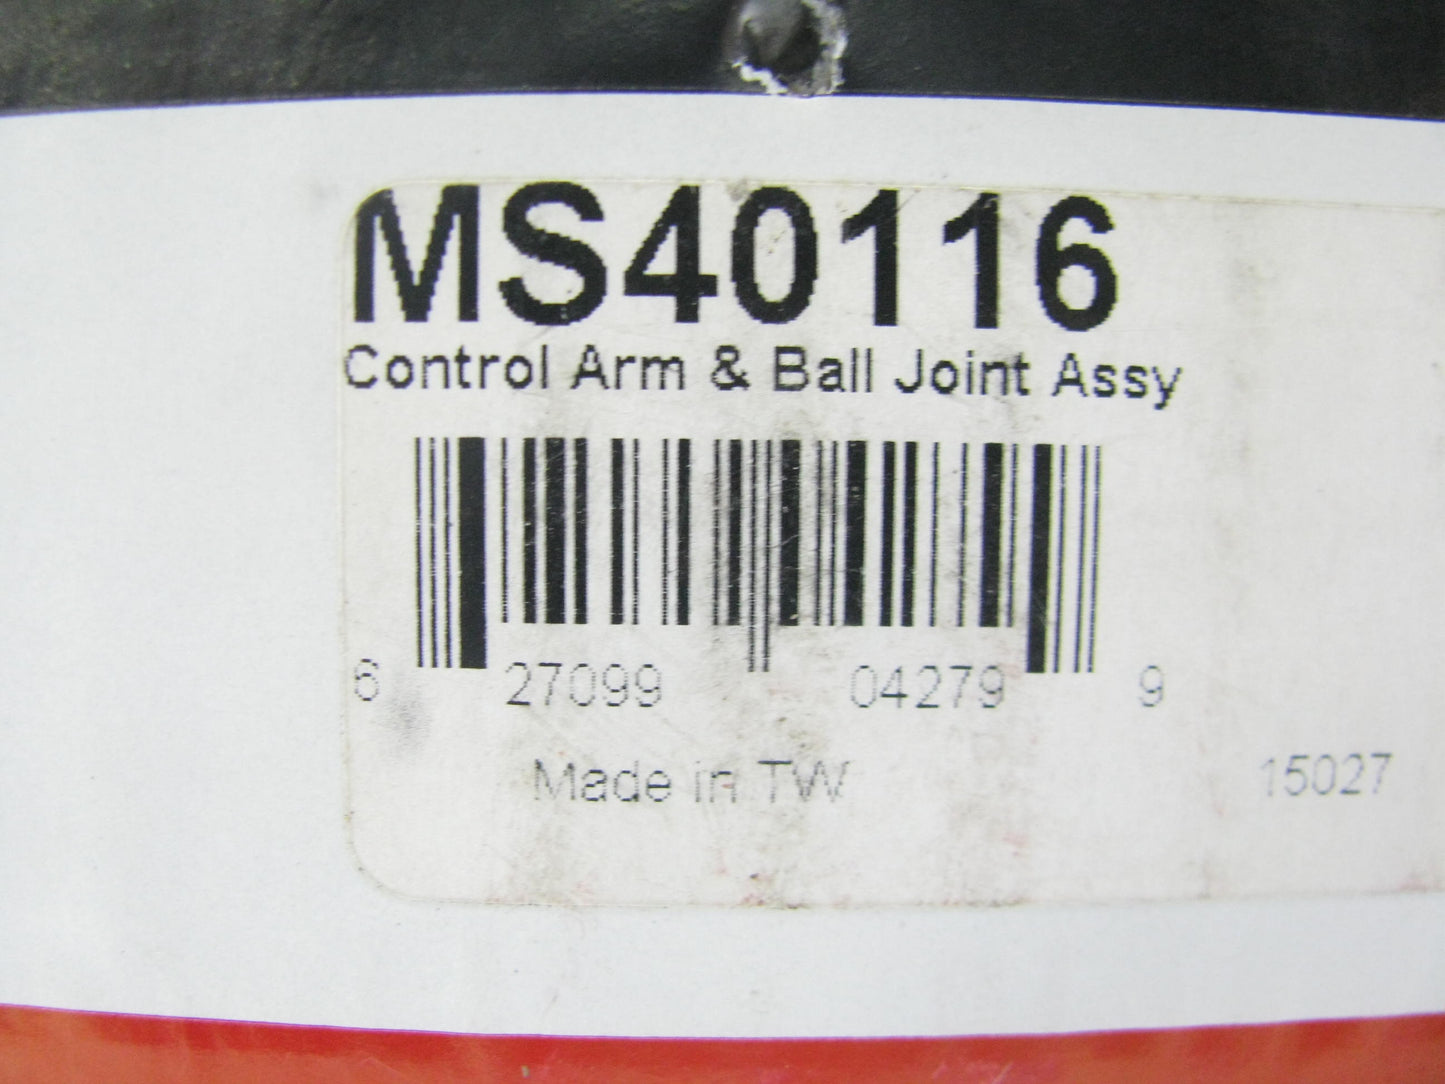 MS40116
Control Arm & Ball Joint Assy
6 27099 04279 9
Made in TW 15027